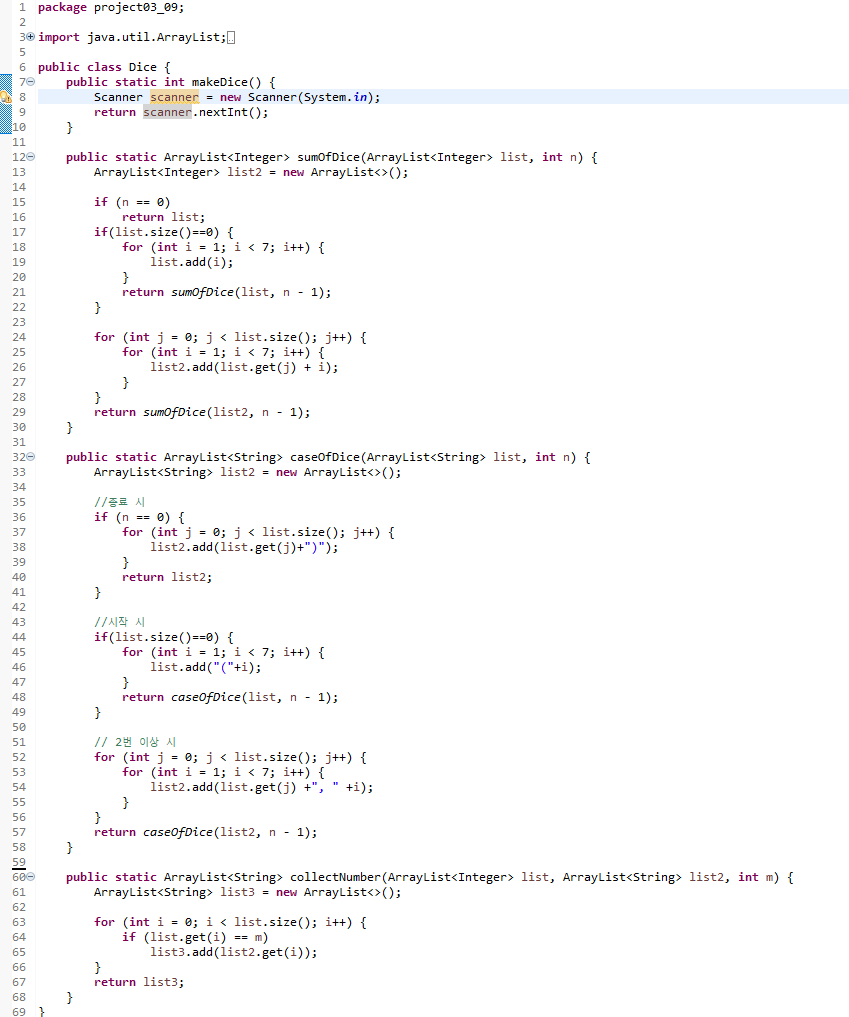 1 package project03_09;
2
3 import java.util.ArrayList;
5
6 public class Dice {
7 public static int makeDice() {
8 Scanner scanner = new Scanner(System.in);
9 return scanner.nextInt();
10 }
11
12 public static ArrayList<Integer> sumOfDice(ArrayList<Integer> list, int n) {
13 ArrayList<Integer> list2 = new ArrayList<>();
14
15 if (n == 0)
16 return list;
17 if(list.size()==0) {
18 for (int i = 1; i < 7; i++) {
19 list.add(i);
20 }
21 return sumOfDice(list, n - 1);
22 }
23
24 for (int j = 0; j < list.size(); j++) {
25 for (int i = 1; i < 7; i++) {
26 list2.add(list.get(j) + i);
27 }
28 }
29 return sumOfDice(list2, n - 1);
30 }
31
32 public static ArrayList<String> caseOfDice(ArrayList<String> list, int n) {
33 ArrayList<String> list2 = new ArrayList<>();
34
35 //종료 시
36 if (n == 0) {
37 for (int j = 0; j < list.size(); j++) {
38 list2.add(list.get(j)+")");
39 }
40 return list2;
41 }
42
43 //시작 시
44 if(list.size()==0) {
45 for (int i = 1; i < 7; i++) {
46 list.add("("+i);
47 }
48 return caseOfDice(list, n - 1);
49 }
50
51 // 2번 이상 시
52 for (int j = 0; j < list.size(); j++) {
53 for (int i = 1; i < 7; i++) {
54 list2.add(list.get(j) +", " +i);
55 }
56 }
57 return caseOfDice(list2, n - 1);
58 }
59
60 public static ArrayList<String> collectNumber(ArrayList<Integer> list, ArrayList<String> list2, int m) {
61 ArrayList<String> list3 = new ArrayList<>();
62
63 for (int i = 0; i < list.size(); i++) {
64 if (list.get(i) == m)
65 list3.add(list2.get(i));
66 }
67 return list3;
68 }
69 }